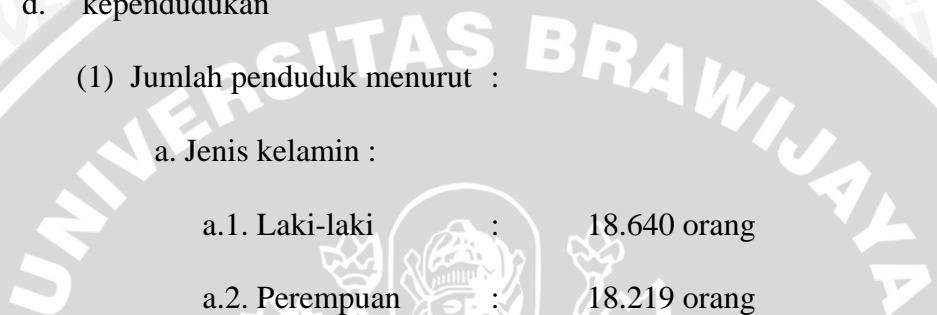 d. kependudukan
(1) Jumlah penduduk menurut :
a. Jenis kelamin :
a.1. Laki-laki : 18.640 orang
a.2. Perempuan : 18.219 orang
UNIVERSITAS BRAWIJAYA